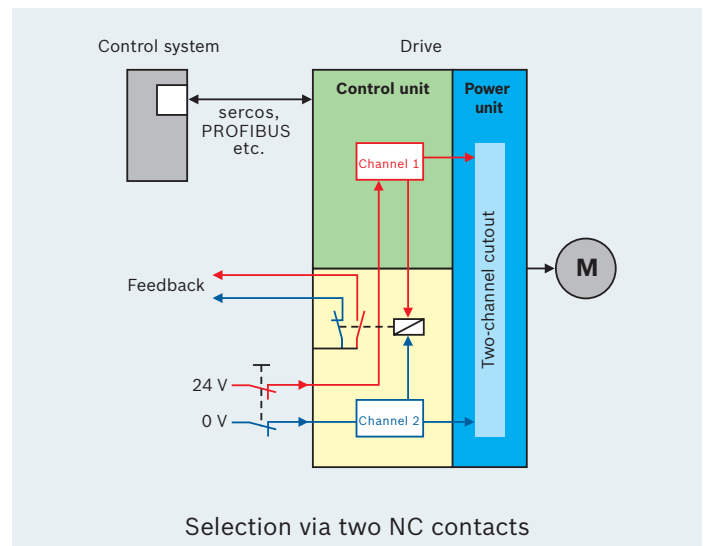 Control system
Drive
Control unit
Power
unit
sercos,
PROFIBUS
etc.
Channel 1
Two-channel cutout
M
Feedback
24 V
0 V
Channel 2
Selection via two NC contacts